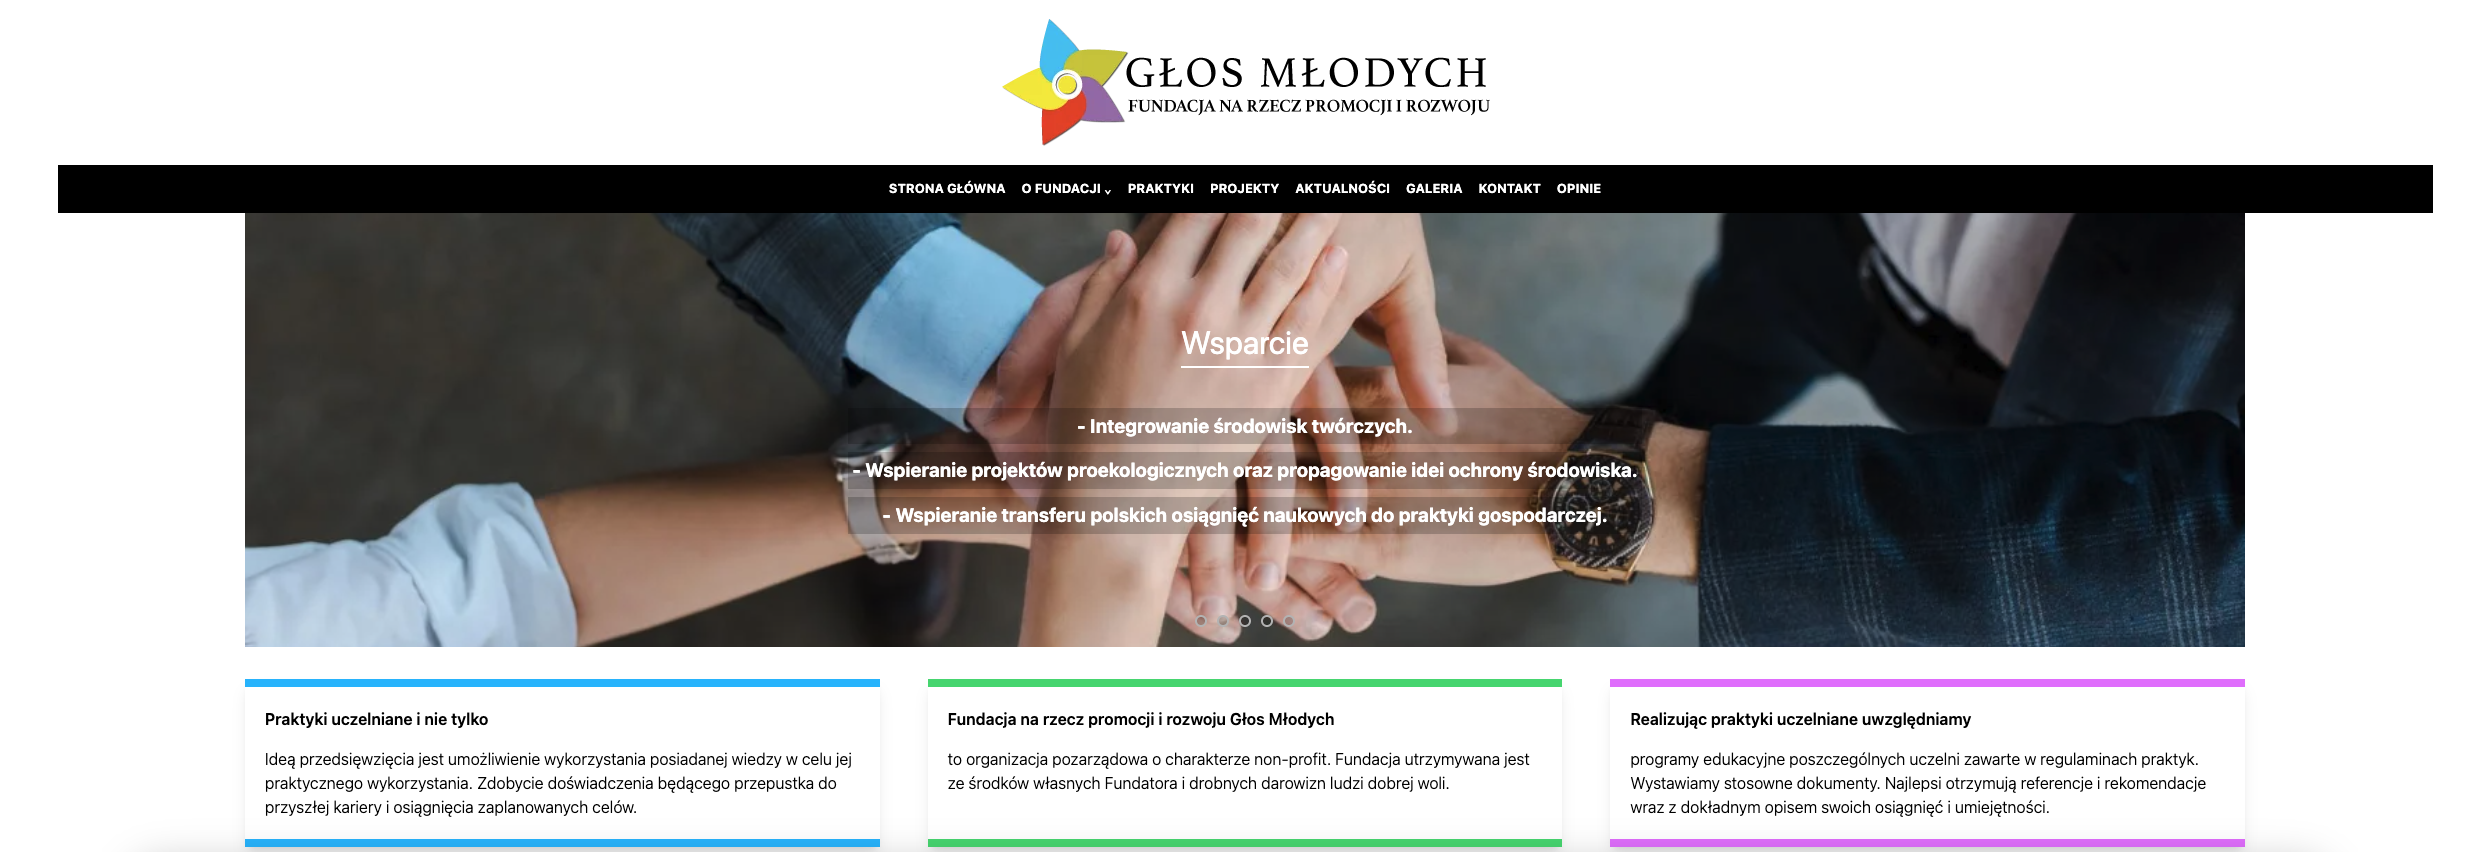 GŁOS MŁODYCH
FUNDACJA NA RZECZ PROMOCJI I ROZWOJU
STRONA GŁÓWNA O FUNDACJI PRAKTYKI PROJEKTY AKTUALNOŚCI GALERIA KONTAKT OPINIE
Wsparcie
- Integrowanie środowisk twórczych.
- Wspieranie projektów proekologicznych oraz propagowanie idei ochrony środowiska.
- Wspieranie transferu polskich osiągnięć naukowych do praktyki gospodarczej.
Praktyki uczelniane i nie tylko
Ideą przedsięwzięcia jest umożliwienie wykorzystania posiadanej wiedzy w celu jej
praktycznego wykorzystania. Zdobycie doświadczenia będącego przepustka do
przyszłej kariery i osiągnięcia zaplanowanych celów.
Fundacja na rzecz promocji i rozwoju Głos Młodych
to organizacja pozarządowa o charakterze non-profit. Fundacja utrzymywana jest
ze środków własnych Fundatora i drobnych darowizn ludzi dobrej woli.
Realizując praktyki uczelniane uwzględniamy
programy edukacyjne poszczególnych uczelni zawarte w regulaminach praktyk.
Wystawiamy stosowne dokumenty. Najlepsi otrzymują referencje i rekomendacje
wraz z dokładnym opisem swoich osiągnięć i umiejętności.